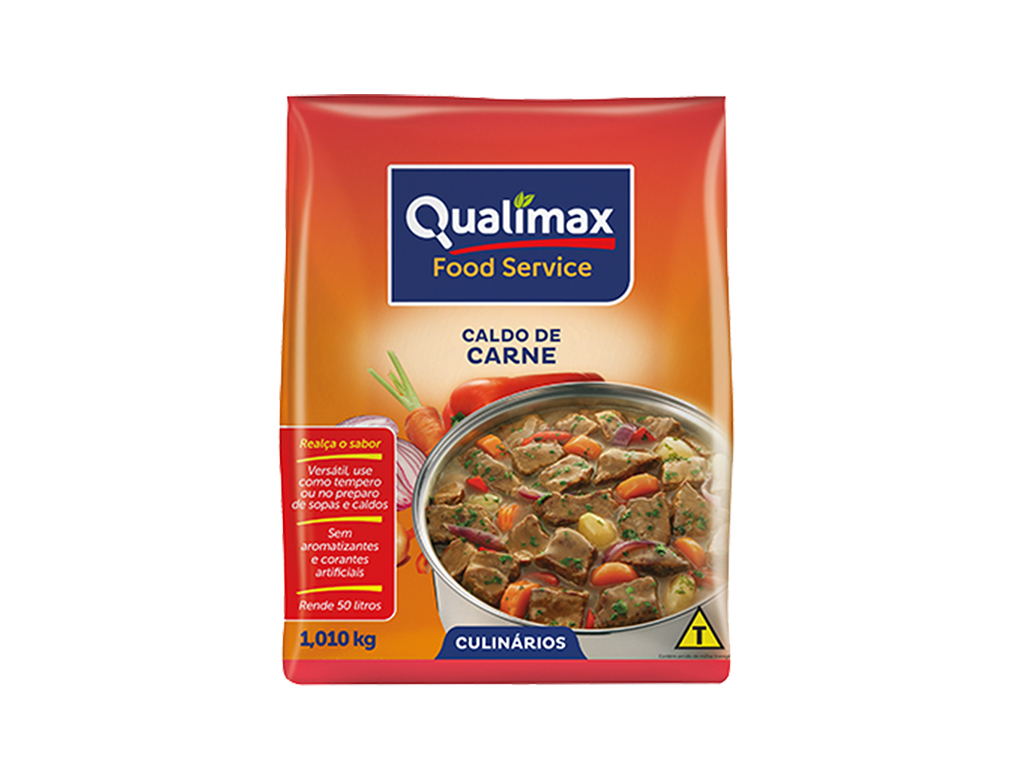 Qualimax
Food Service
CALDO DE
CARNE
Realça o sabor
Versátil, use
como tempero
ou no preparo
de sopas e caldos
Sem
aromatizantes
e corantes
artificiais
Rende 50 litros
1,010 kg
CULINÁRIOS
T